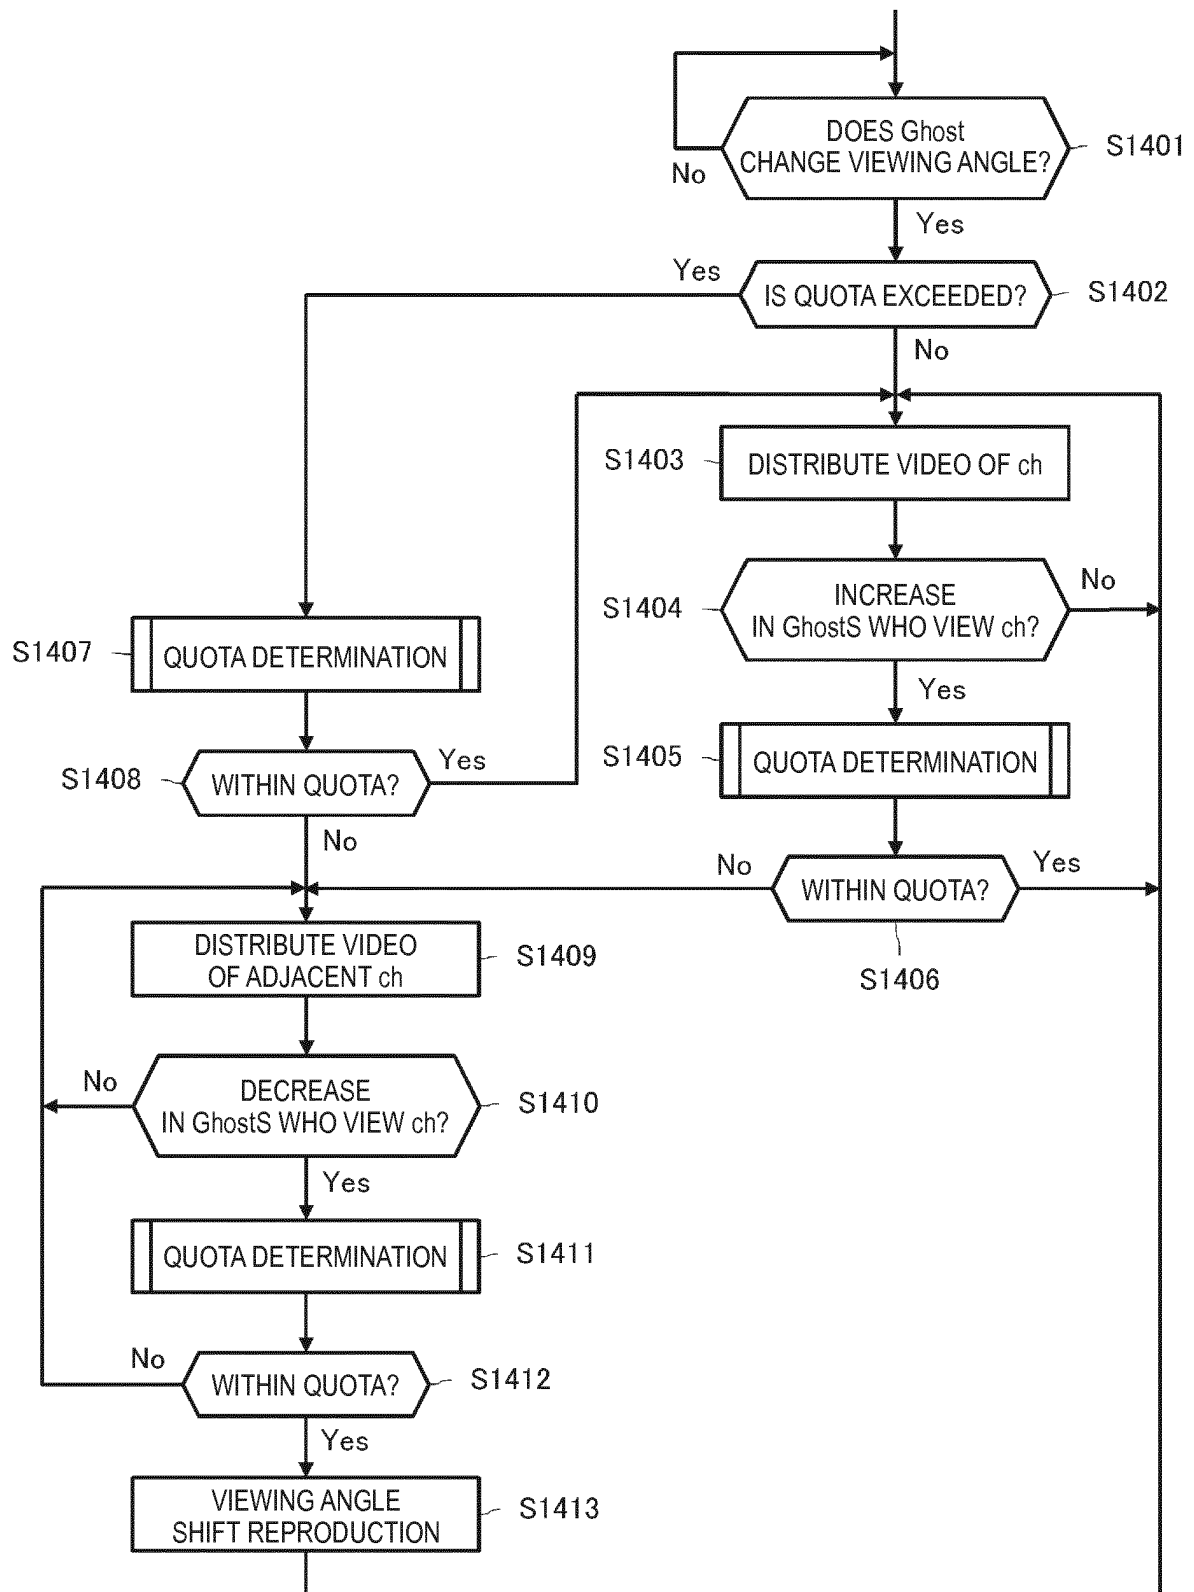 DOES Ghost
CHANGE VIEWING ANGLE?
S1401
No
Yes
Yes
IS QUOTA EXCEEDED?
S1402
No
S1403
DISTRIBUTE VIDEO OF ch
S1404
INCREASE
IN GhostS WHO VIEW ch?
No
Yes
S1407
QUOTA DETERMINATION
S1405
QUOTA DETERMINATION
S1408
WITHIN QUOTA?
Yes
No
No
WITHIN QUOTA?
Yes
S1406
DISTRIBUTE VIDEO
OF ADJACENT ch
S1409
No
DECREASE
IN GhostS WHO VIEW ch?
S1410
Yes
QUOTA DETERMINATION
S1411
No
WITHIN QUOTA?
S1412
Yes
VIEWING ANGLE
SHIFT REPRODUCTION
S1413